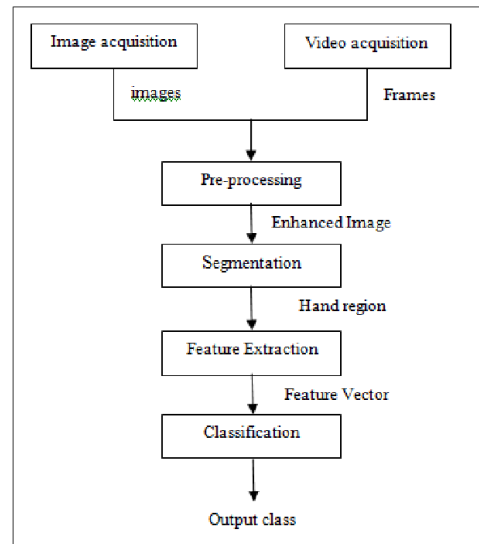 Image acquisition
Video acquisition
images
Frames
Pre-processing
Enhanced Image
Segmentation
Hand region
Feature Extraction
Feature Vector
Classification
Output class